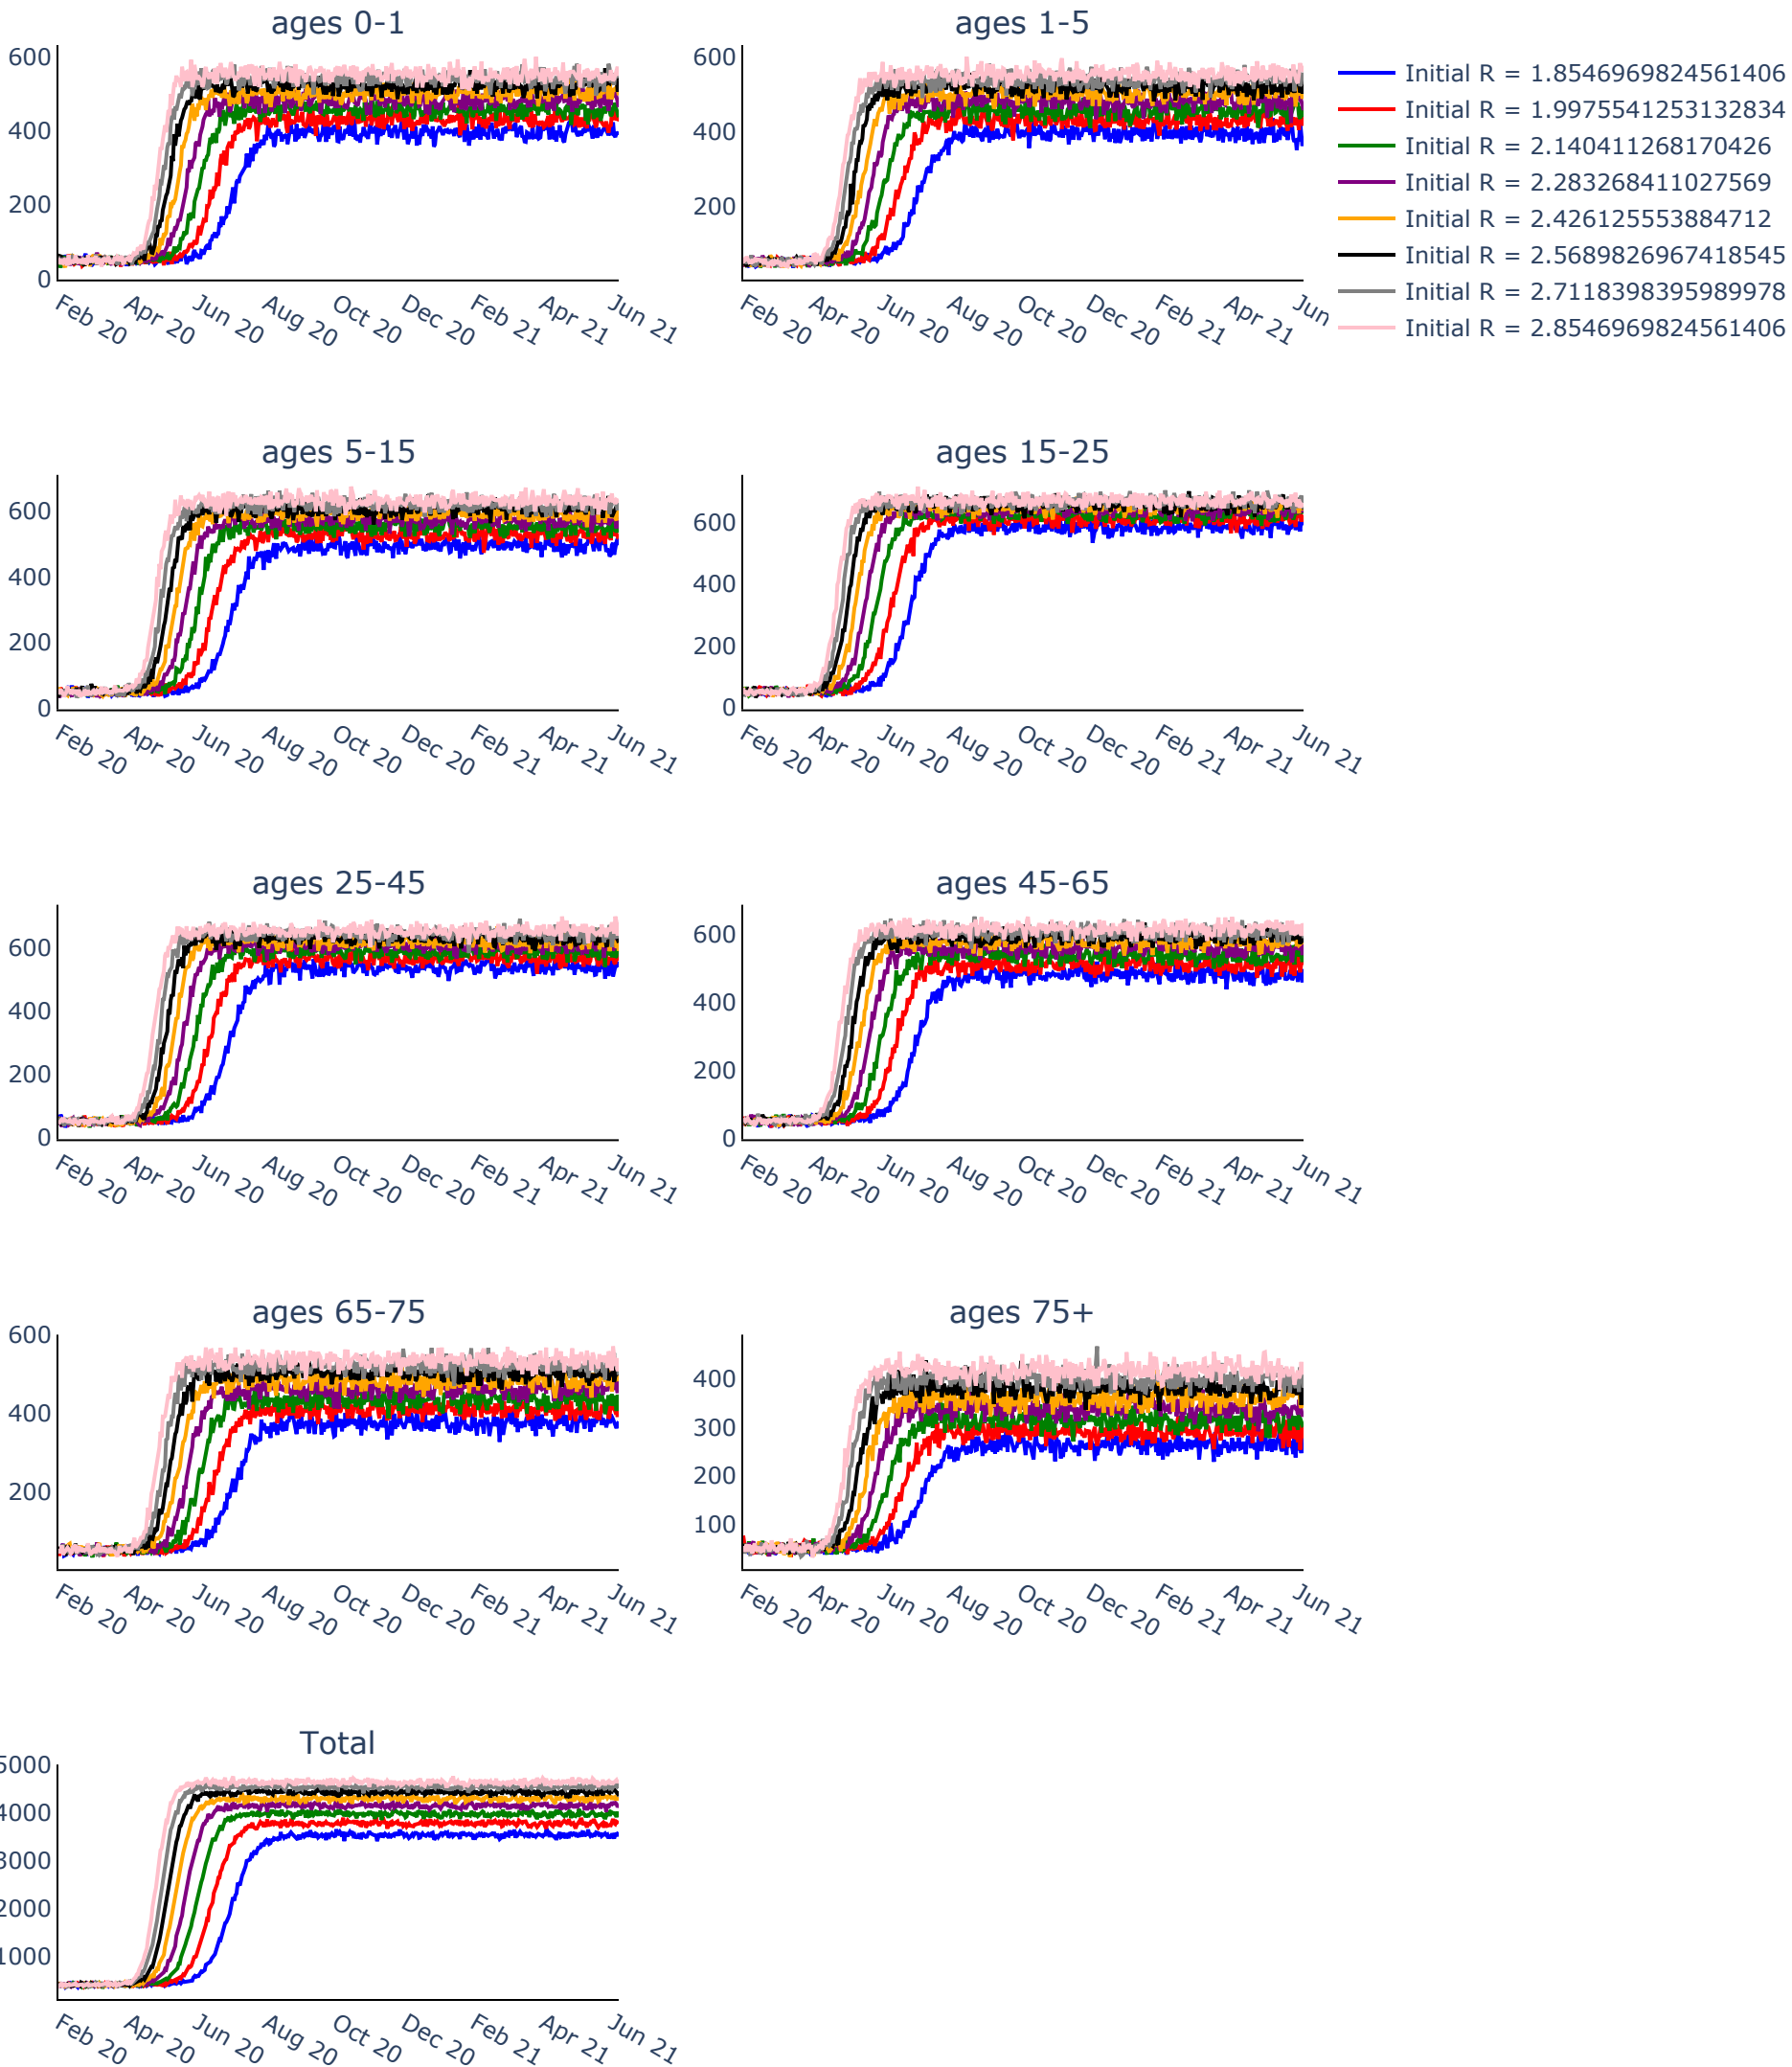 ages 0-1
ages 1-5
600
400
200
0
Feb 20 Apr 20 Jun 20 Aug 20 Oct 20 Dec 20 Feb 21 Apr 21 Jun 21
600
400
200
Feb 20 Apr 20 Jun 20 Aug 20 Oct 20 Dec 20 Feb 21 Apr 21 Jun
Initial R = 1.8546969824561406
Initial R = 1.9975541253132834
Initial R = 2.140411268170426
Initial R = 2.283268411027569
Initial R = 2.426125553884712
Initial R = 2.5689826967418545
Initial R = 2.7118398395989978
Initial R = 2.8546969824561406
ages 5-15
ages 15-25
600
400
200
0
Feb 20 Apr 20 Jun 20 Aug 20 Oct 20 Dec 20 Feb 21 Apr 21 Jun 21
600
400
200
0
Feb 20 Apr 20 Jun 20 Aug 20 Oct 20 Dec 20 Feb 21 Apr 21 Jun 21
ages 25-45
ages 45-65
600
400
200
0
Feb 20 Apr 20 Jun 20 Aug 20 Oct 20 Dec 20 Feb 21 Apr 21 Jun 21
600
400
200
0
Feb 20 Apr 20 Jun 20 Aug 20 Oct 20 Dec 20 Feb 21 Apr 21 Jun 21
ages 65-75
ages 75+
600
400
200
Feb 20 Apr 20 Jun 20 Aug 20 Oct 20 Dec 20 Feb 21 Apr 21 Jun 21
400
300
200
100
Feb 20 Apr 20 Jun 20 Aug 20 Oct 20 Dec 20 Feb 21 Apr 21 Jun 21
Total
5000
4000
3000
2000
1000
Feb 20 Apr 20 Jun 20 Aug 20 Oct 20 Dec 20 Feb 21 Apr 21 Jun 21